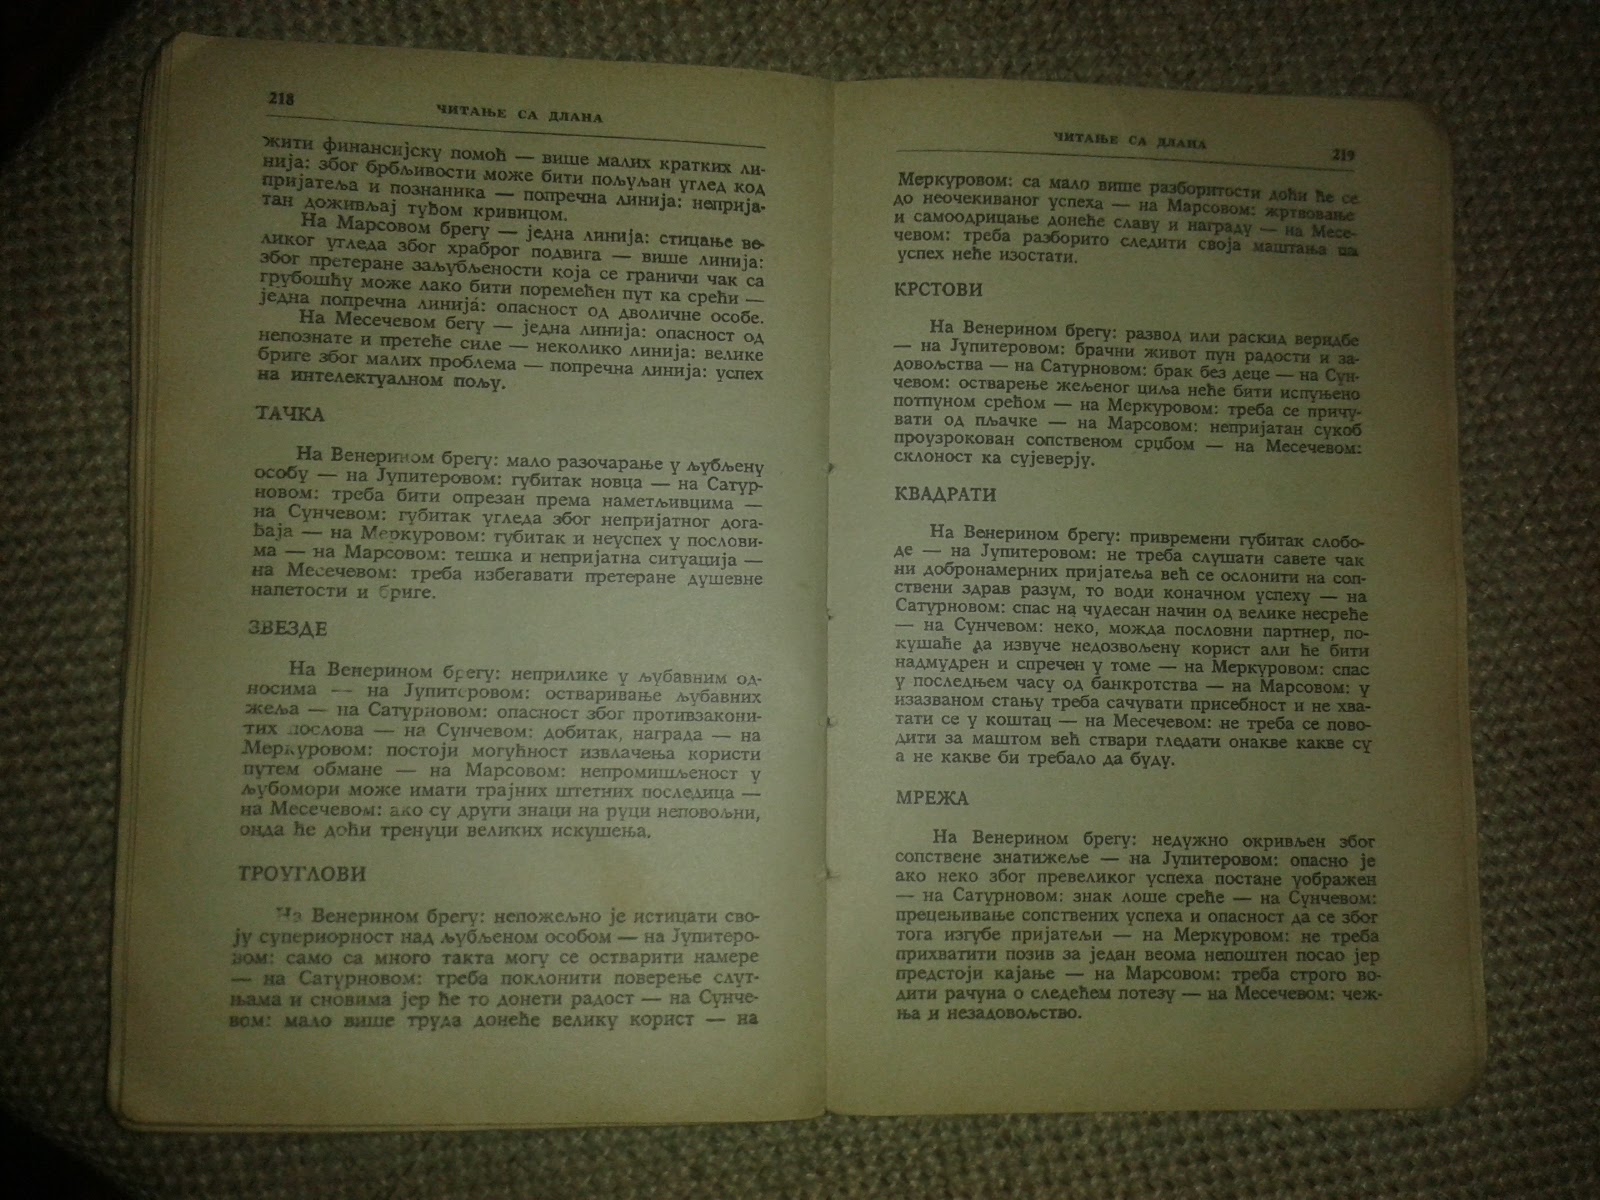 218
ЧИТАЊЕ СА ДЛАНА
жити финансијску помоћ — више малих кратких ли-
нија: због брбљивости може бити пољуљан углед код
пријатеља и познаника — попречна линија: неприја-
тан доживљај туђом кривицом.
На Марсовом брегу — једна линија: стицање ве-
ликог угледа због храброг подвига — више линија:
због претеране заљубљености која се граничи чак са
грубошћу може лако бити поремећен пут ка срећи —
једна попречна линија: опасност од дволичне особе.
На Месечевом бегу — једна линија: опасност од
непознате и претеће силе — неколико линија: велике
бриге због малих проблема — попречна линија: успех
на интелектуалном пољу.
ТАЧКА
На Венерином брегу: мало разочарање у љубљену
особу — на Јупитеровом: губитак новца — на Сатур-
новом: треба бити опрезан према наметљивцима —
на Сунчевом: губитак угледа због непријатног дога-
ђаја — на Меркуровом: губитак и неуспех у послови-
ма — на Марсовом: тешка и непријатна ситуација —
на Месечевом: треба избегавати претеране душевне
напетости и бриге.
ЗВЕЗДЕ
На Венерином брегу: неприлике у љубавним од-
носима — на Јупитеровом: остваривање љубавних
жеља — на Сатурновом: опасност због противзакони-
тих послова — на Сунчевом: добитак, награда — на
Меркуровом: постоји могућност извлачења користи
путем обмане — на Марсовом: непромишљеност у
љубомори може имати трајних штетних последица —
на Месечевом: ако су други знаци на руци неповољни,
онда ће доћи тренуци великих искушења.
ТРОУГЛОВИ
На Венерином брегу: непожељно је истицати сво-
ју супериорност над љубљеном особом — на Јупитеро-
вом: само са много такта могу се остварити намере
— на Сатурновом: треба поклонити поверење слут-
њама и сновима јер ће то донети радост — на Сунче-
вом: мало више труда донеће велику корист — на
ЧИТАЊЕ СА ДЛАНА
219
Меркуровом: са мало више разборитости доћи ће се
до неочекиваног успеха — на Марсовом: жртвовање
и самоодрицање донеће славу и награду — на Месе-
чевом: треба разборито следити своја маштања па
успех неће изостати.
КРСТОВИ
На Венерином брегу: развод или раскид веридбе
— на Јупитеровом: брачни живот пун радости и за-
довољства — на Сатурновом: брак без деце — на Сун-
чевом: остварење жељеног циља неће бити испуњено
потпуном срећом — на Меркуровом: треба се причу-
вати од пљачке — на Марсовом: непријатан сукоб
проузрокован сопственом срџбом — на Месечевом:
склоност ка сујеверју.
КВАДРАТИ
На Венерином брегу: привремени губитак слобо-
де — на Јупитеровом: не треба слушати савете чак
ни добронамерних пријатеља већ се ослонити на соп-
ствени здрав разум, то води коначном успеху — на
Сатурновом: спас на чудесан начин од велике несреће
— на Сунчевом: неко, можда пословни партнер, по-
кушаће да извуче недозвољену корист али ће бити
надмудрен и спречен у томе — на Меркуровом: спас
у последњем часу од банкротства — на Марсовом: у
изазваном стању треба сачувати присебност и не хва-
тати се у коштац — на Месечевом: не треба се пово-
дити за маштом већ ствари гледати онакве какве су
а не какве би требало да буду.
МРЕЖА
На Венерином брегу: недужно окривљен због
сопствене знатижеље — на Јупитеровом: опасно је
ако неко због превеликог успеха постане уображен
— на Сатурновом: знак лоше среће — на Сунчевом:
прецењивање сопствених успеха и опасност да се због
тога изгубе пријатељи — на Меркуровом: не треба
прихватити позив за један веома непоштен посао јер
предстоји кајање — на Марсовом: треба строго во-
дити рачуна о следећем потезу — на Месечевом: чеж-
ња и незадовољство.